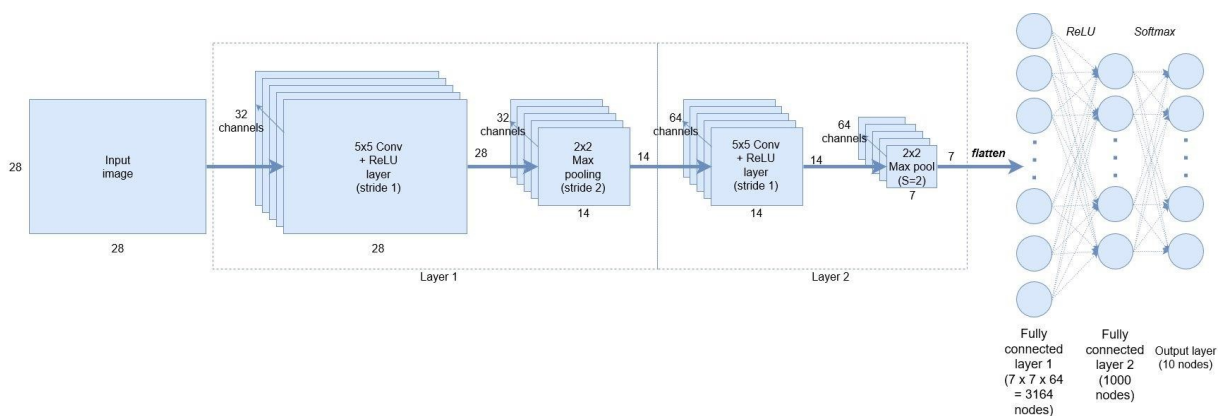 28
Input
image
28
32
channels
5x5 Conv
+ ReLU
layer
(stride 1)
28
28
32
channels
2x2
Max
pooling
(stride 2)
14
14
Layer 1
64
channels
5x5 Conv
+ ReLU
layer
(stride 1)
14
14
64
channels
2x2
Max pool
(S=2)
7
7
Layer 2
flatten
ReLU
Softmax
Fully
connected
layer 1
(7 x 7 x 64
= 3164
nodes)
Fully
connected
layer 2
(1000
nodes)
Output layer
(10 nodes)